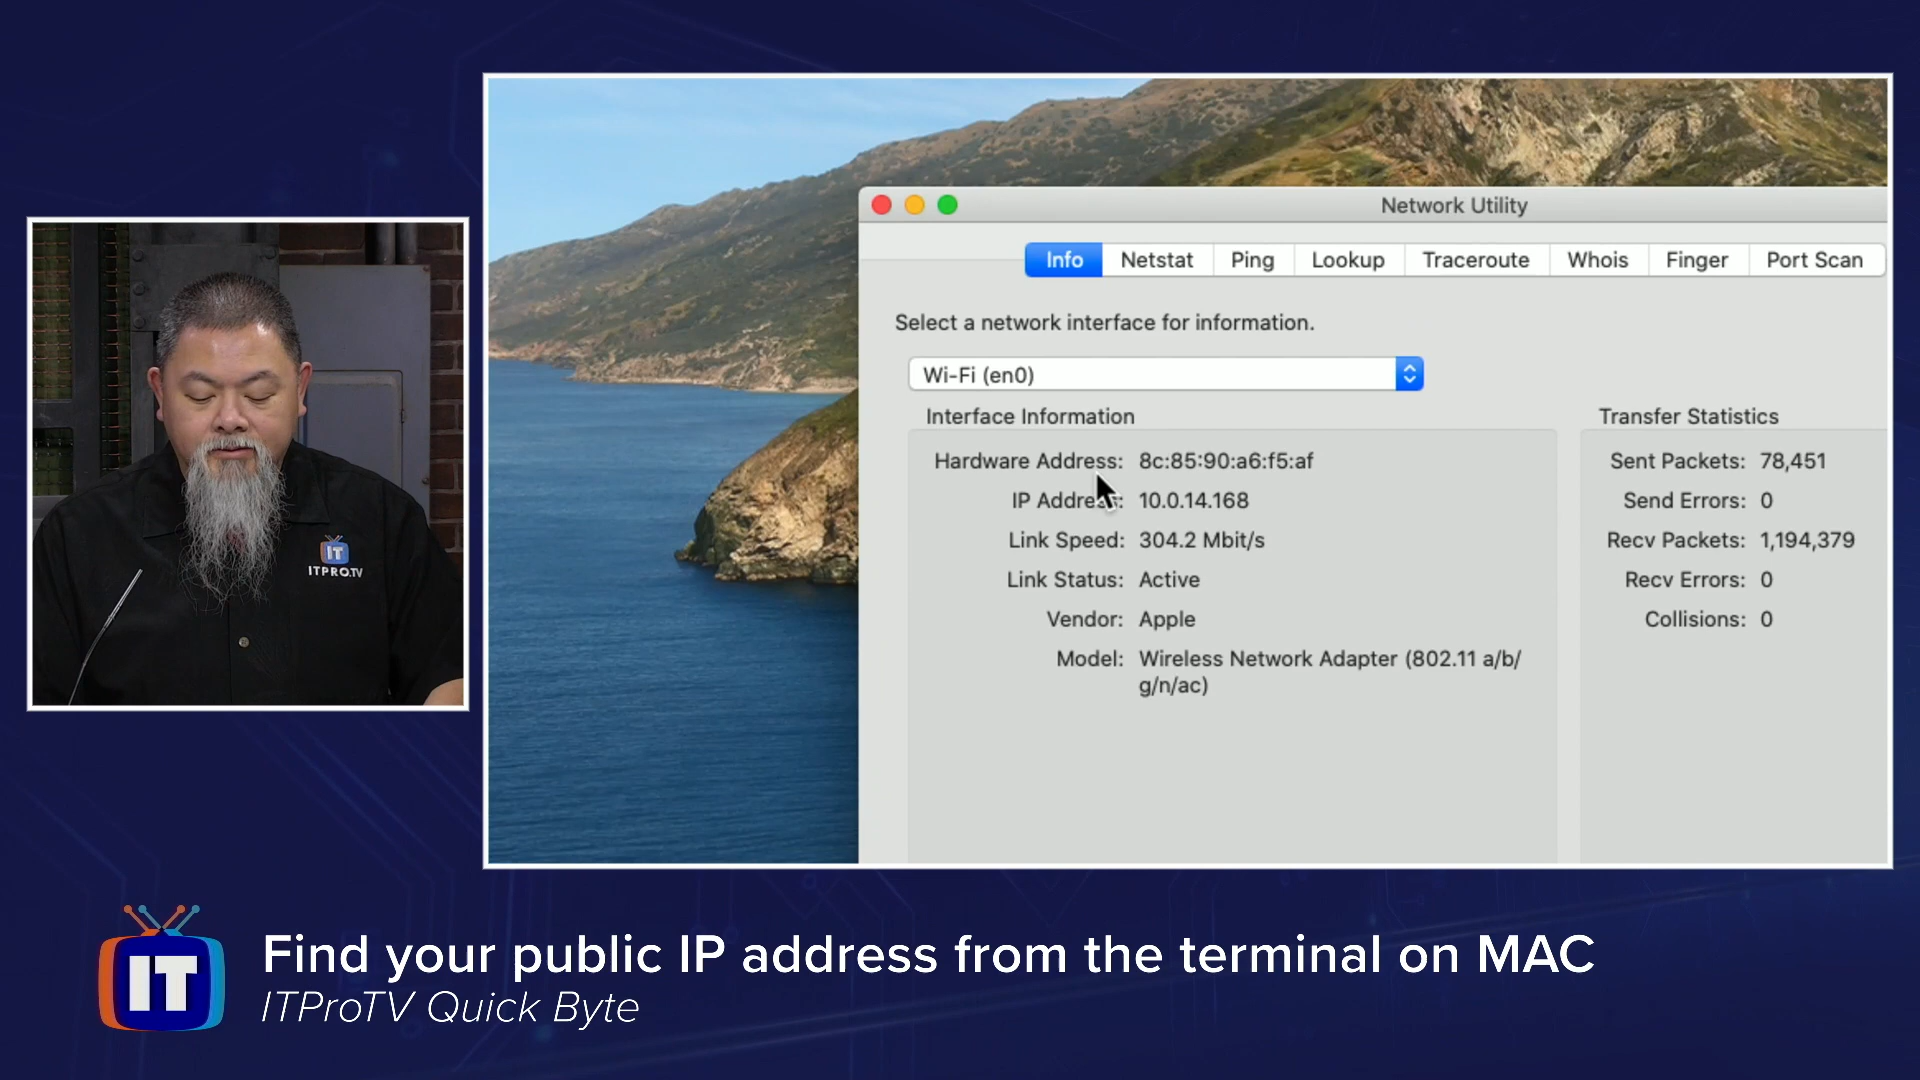 Network Utility
Info Netstat Ping Lookup Traceroute Whois Finger Port Scan
Select a network interface for information.
Wi-Fi (en0)
Interface Information
Hardware Address: 8c:85:90:a6:f5:af
IP Address: 10.0.14.168
Link Speed: 304.2 Mbit/s
Link Status: Active
Vendor: Apple
Model: Wireless Network Adapter (802.11 a/b/
g/n/ac)
Transfer Statistics
Sent Packets: 78,451
Send Errors: 0
Recv Packets: 1,194,379
Recv Errors: 0
Collisions: 0
IT
ITPRO.TV
IT
Find your public IP address from the terminal on MAC
ITProTV Quick Byte